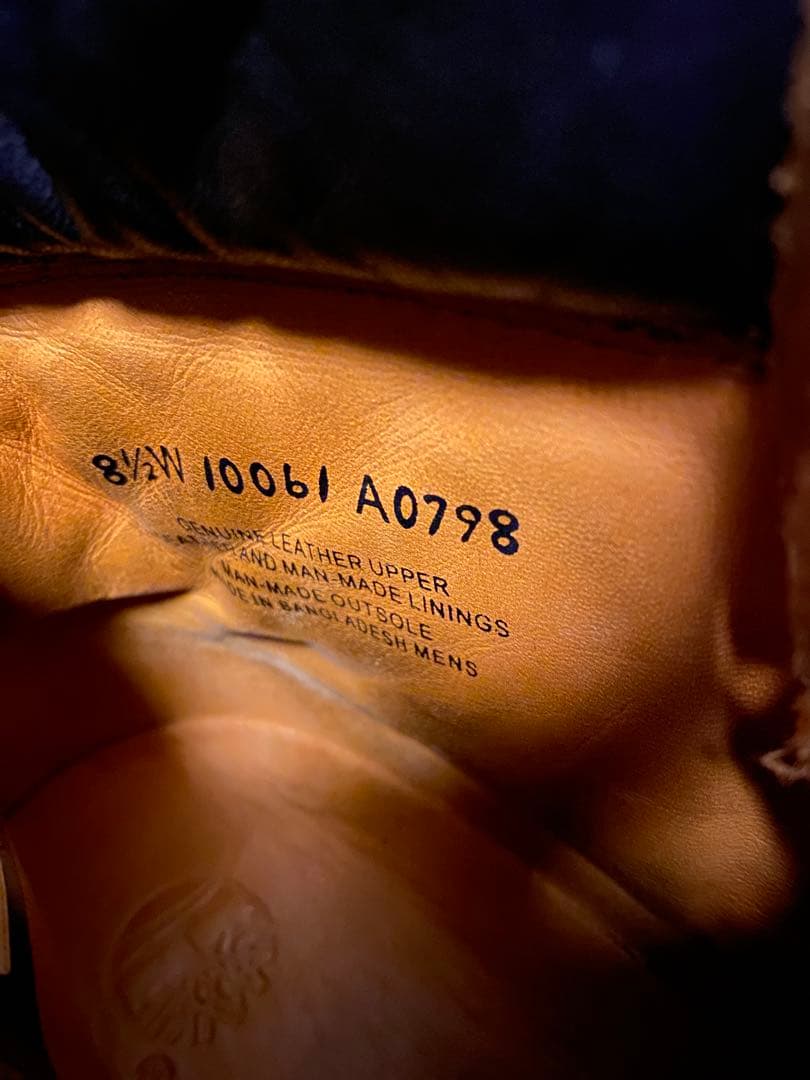 8½W 10061 A0798
GENUINE LEATHER UPPER
AND MAN-MADE LININGS
MAN-MADE OUTSOLE
IN BANGLADESH MENS